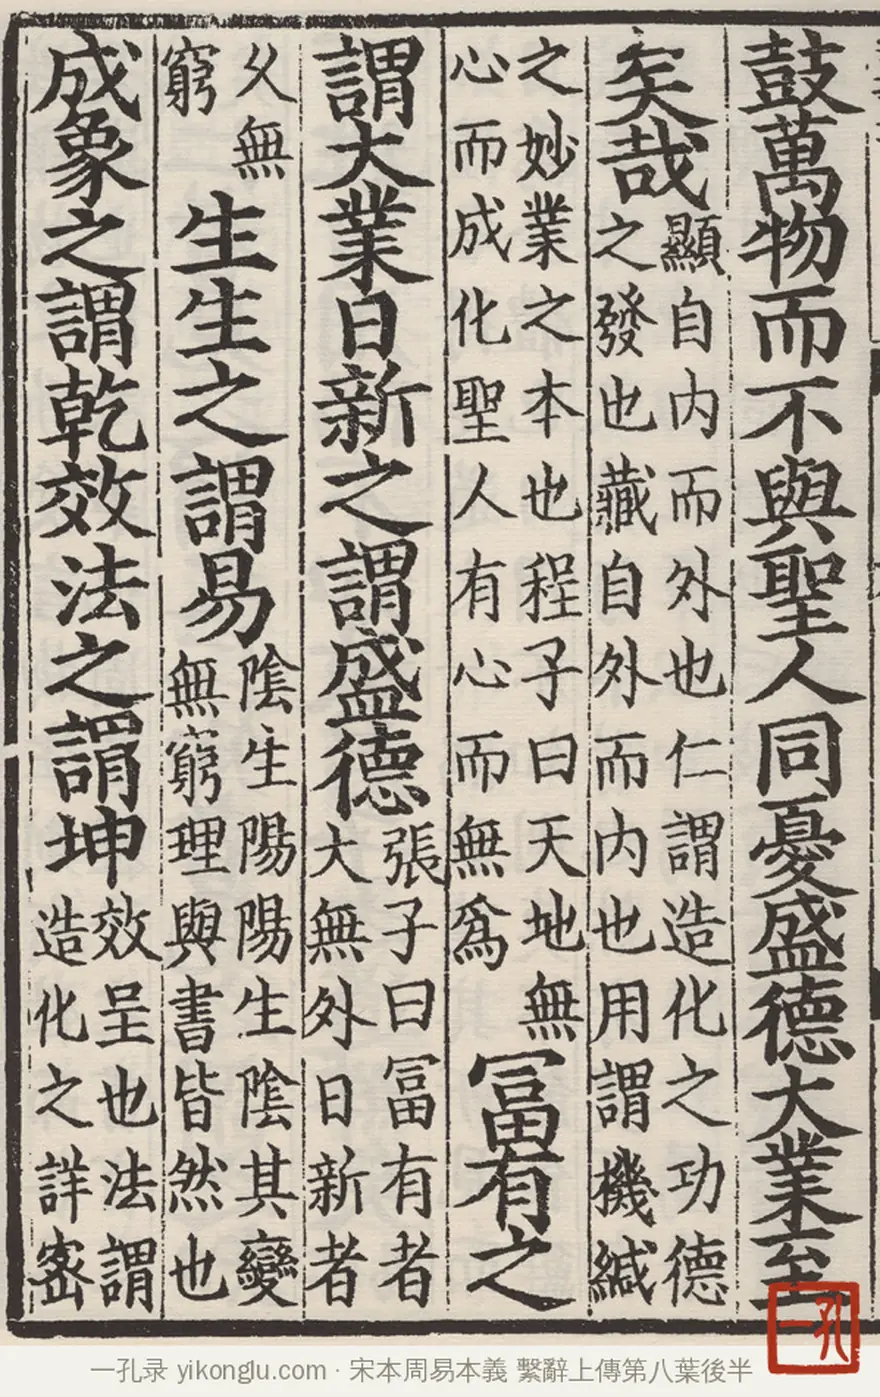 鼓萬物而不與聖人同憂盛德大業至
矣哉顯自内而外也仁謂造化之功德之發也藏自外而内也用謂機緘
之妙業之本也程子曰天地無心而成化聖人有心而無爲冨有之
謂大業日新之謂盛德張子曰冨有者大無外日新者
乆無窮生生之謂易陰生陽陽生陰其變無窮理與書皆然也
成象之謂乾效法之謂坤效呈也法謂造化之詳宻
一孔录 yikonglu.com · 宋本周易本義 繫辭上傳第八葉後半
一孔